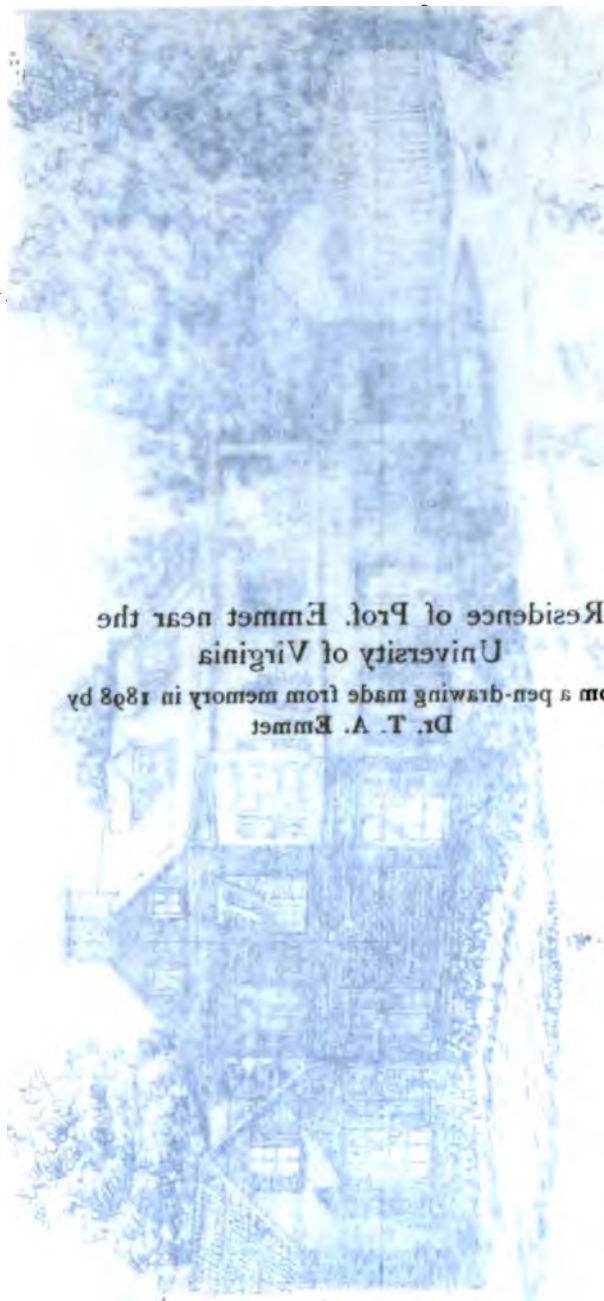 Residence of Prof. Emmet near the
University of Virginia
om a pen-drawing made from memory in 1898 by
Dr. T. A. Emmet